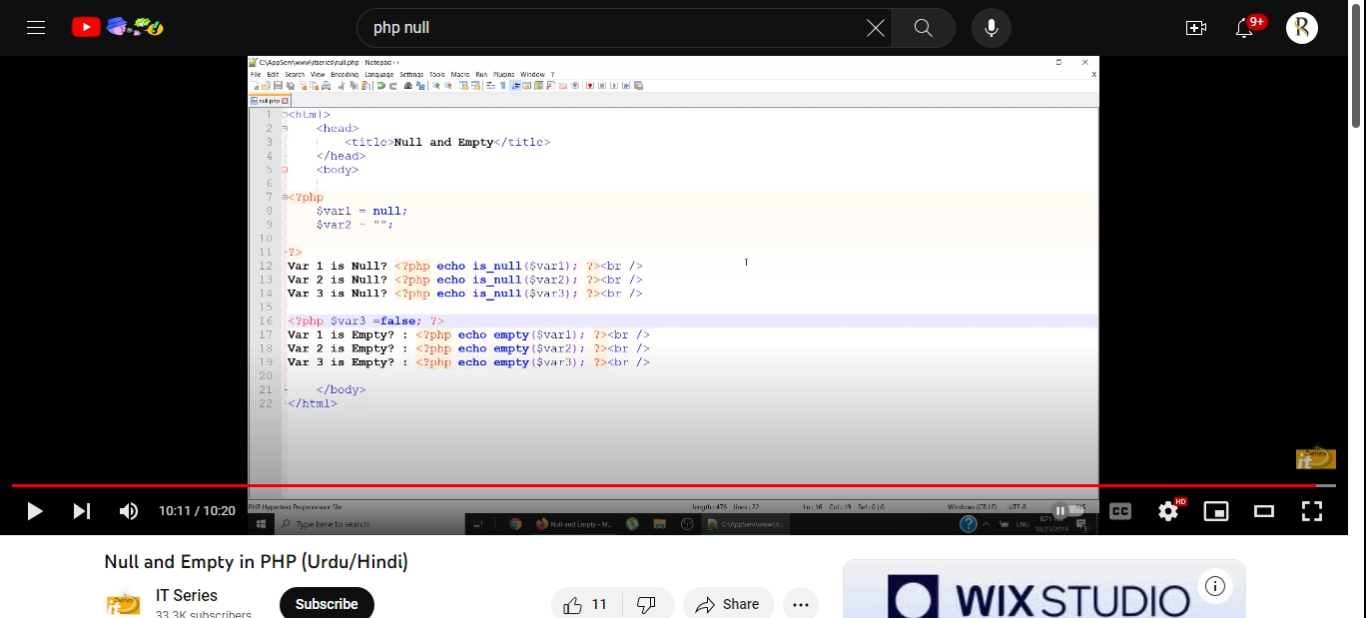 php null
9+
C:\AppServ\www\itseries\null.php - Notepad++
File Edit Search View Encoding Language Settings Tools Macro Run Plugins Window ?
X
null.php
1 <html>
2 <head>
3 <title>Null and Empty</title>
4 </head>
5 <body>
6
7 <?php
8 $var1 = null;
9 $var2 = "";
10
11 ?>
12 Var 1 is Null? <?php echo is_null($var1); ?><br />
13 Var 2 is Null? <?php echo is_null($var2); ?><br />
14 Var 3 is Null? <?php echo is_null($var3); ?><br />
15
16 <?php $var3 =false; ?>
17 Var 1 is Empty? : <?php echo empty($var1); ?><br />
18 Var 2 is Empty? : <?php echo empty($var2); ?><br />
19 Var 3 is Empty? : <?php echo empty($var3); ?><br />
20
21 </body>
22 </html>
it Series
10:11 / 10:20
PHP Hypertext Preprocessor file length : 476 lines : 22 Ln : 16 Col : 19 Sel : 0 | 0 Windows (CR LF) UTF-8
CC
HD
Type here to search
Null and Empty - M...
C:\AppServ\www\it...
ENG
10/23/2019
Null and Empty in PHP (Urdu/Hindi)
IT Series
33.3K subscribers
Subscribe
11
Share
WIX STUDIO